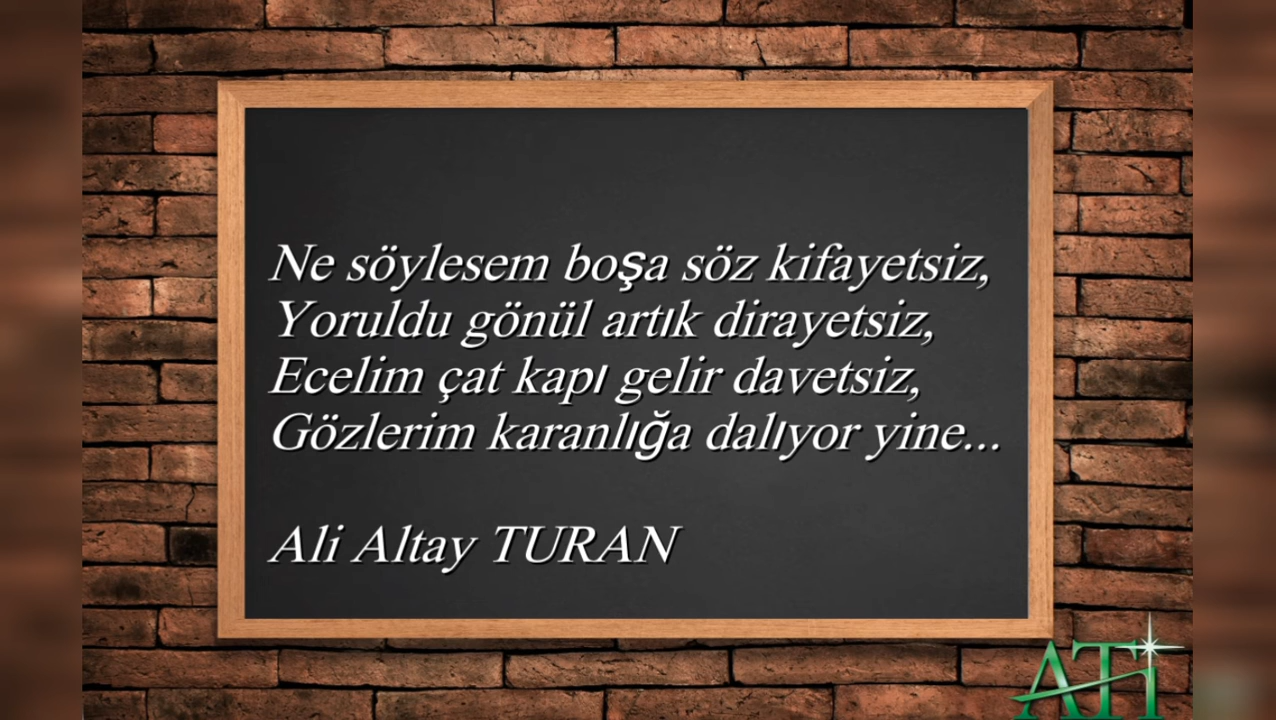 Ne söylesem boşa söz kifayetsiz,
Yoruldu gönül artık dirayetsiz,
Ecelim çat kapı gelir davetsiz,
Gözlerim karanlığa dalıyor yine...
Ali Altay TURAN
ATİ